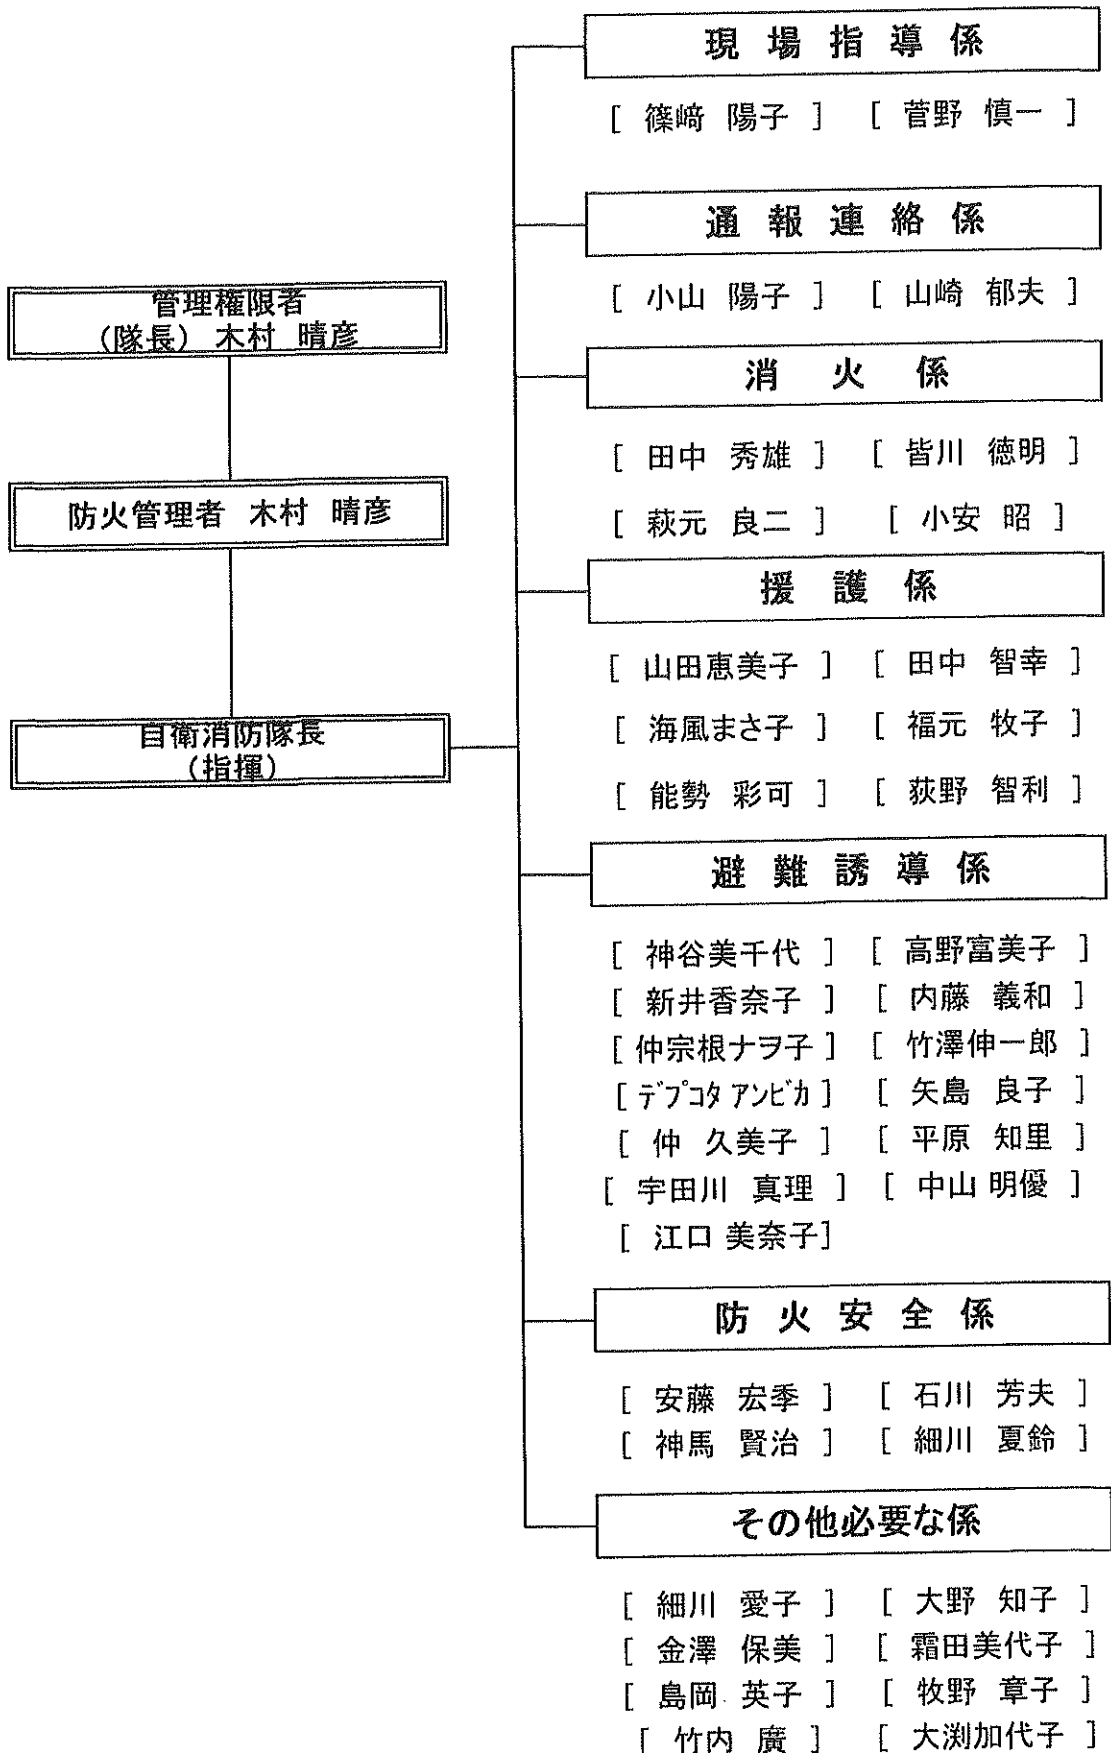 管理権限者
（隊長） 木村 晴彦
防火管理者 木村 晴彦
自衛消防隊長
（指揮）
現場指導係
[ 篠﨑 陽子 ] [ 菅野 慎一 ]
通報連絡係
[ 小山 陽子 ] [ 山崎 郁夫 ]
消火係
[ 田中 秀雄 ] [ 皆川 徳明 ]
[ 萩元 良二 ] [ 小安 昭 ]
援護係
[ 山田恵美子 ] [ 田中 智幸 ]
[ 海風まさ子 ] [ 福元 牧子 ]
[ 能勢 彩可 ] [ 荻野 智利 ]
避難誘導係
[ 神谷美千代 ] [ 高野富美子 ]
[ 新井香奈子 ] [ 内藤 義和 ]
[ 仲宗根ナヲ子 ] [ 竹澤伸一郎 ]
[ ﾃﾞﾌﾟｺﾀ ｱﾝﾋﾞｶ ] [ 矢島 良子 ]
[ 仲 久美子 ] [ 平原 知里 ]
[ 宇田川 真理 ] [ 中山 明優 ]
[ 江口 美奈子]
防火安全係
[ 安藤 宏季 ] [ 石川 芳夫 ]
[ 神馬 賢治 ] [ 細川 夏鈴 ]
その他必要な係
[ 細川 愛子 ] [ 大野 知子 ]
[ 金澤 保美 ] [ 霜田美代子 ]
[ 島岡 英子 ] [ 牧野 章子 ]
[ 竹内 廣 ] [ 大渕加代子 ]